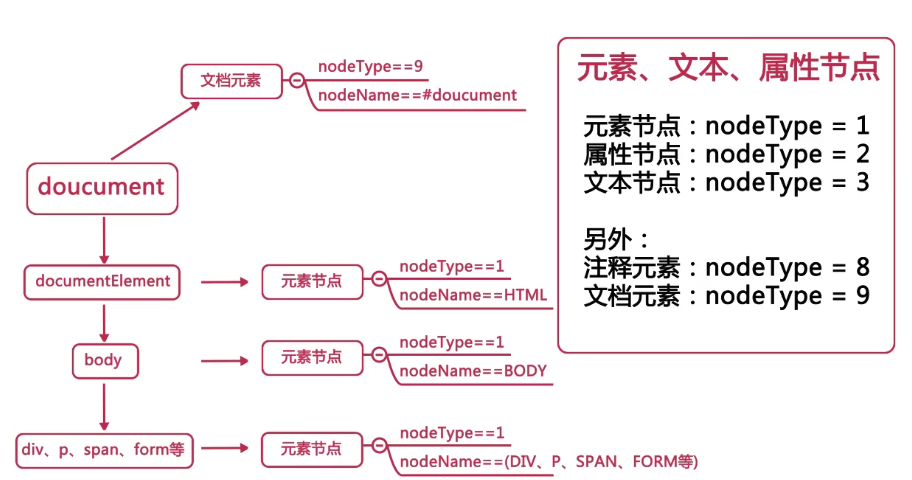 文档元素
nodeType==9
nodeName==#doucument
doucument
documentElement
元素节点
nodeType==1
nodeName==HTML
body
元素节点
nodeType==1
nodeName==BODY
div、p、span、form等
元素节点
nodeType==1
nodeName==(DIV、P、SPAN、FORM等)
元素、文本、属性节点
元素节点：nodeType = 1
属性节点：nodeType = 2
文本节点：nodeType = 3
另外：
注释元素：nodeType = 8
文档元素：nodeType = 9